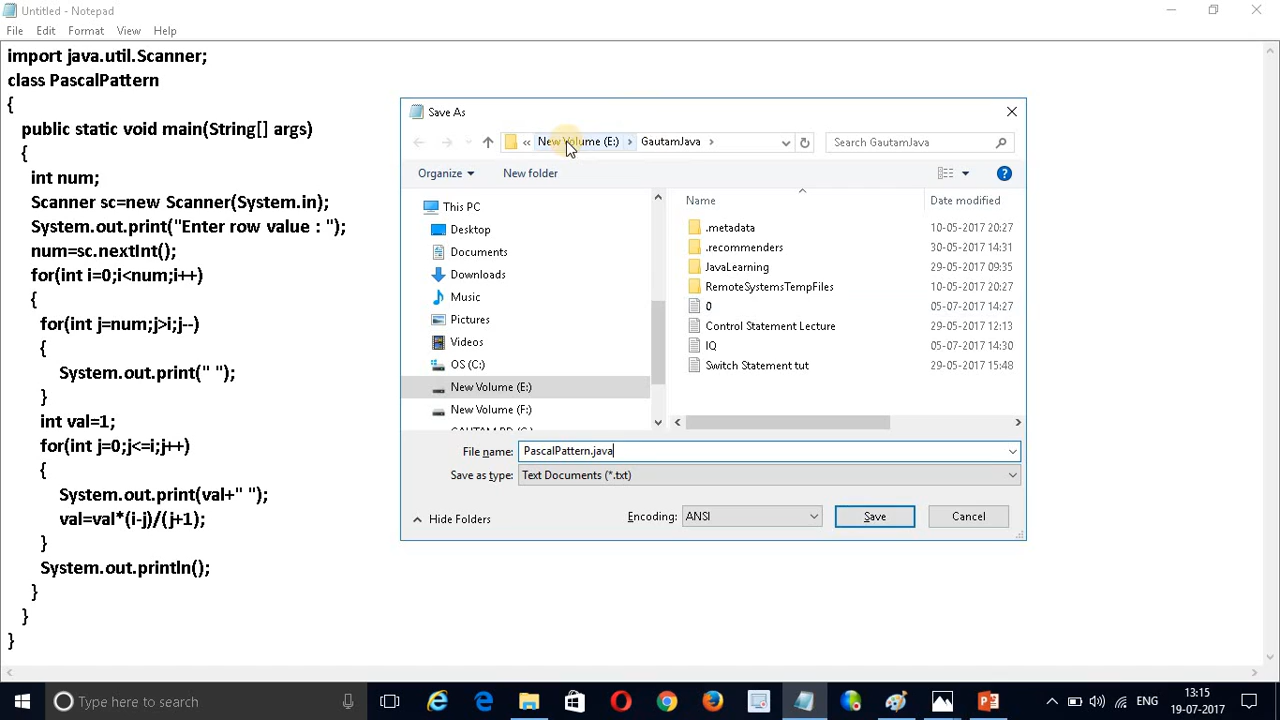 Untitled - Notepad
File Edit Format View Help
import java.util.Scanner;
class PascalPattern
{
public static void main(String[] args)
{
int num;
Scanner sc=new Scanner(System.in);
System.out.print("Enter row value : ");
num=sc.nextInt();
for(int i=0;i<num;i++)
{
for(int j=num;j>i;j--)
{
System.out.print(" ");
}
int val=1;
for(int j=0;j<=i;j++)
{
System.out.print(val+" ");
val=val*(i-j)/(j+1);
}
System.out.println();
}
}
}
Save As
« New Volume (E:) › GautamJava ›
Search GautamJava
Organize
New folder
This PC
Desktop
Documents
Downloads
Music
Pictures
Videos
OS (C:)
New Volume (E:)
New Volume (F:)
Name Date modified
.metadata 10-05-2017 20:27
.recommenders 30-05-2017 14:31
JavaLearning 29-05-2017 09:35
RemoteSystemsTempFiles 10-05-2017 20:27
0 05-07-2017 14:27
Control Statement Lecture 29-05-2017 12:13
IQ 05-07-2017 14:30
Switch Statement tut 29-05-2017 15:48
File name: PascalPattern.java
Save as type: Text Documents (*.txt)
Hide Folders
Encoding: ANSI
Save
Cancel
Type here to search
ENG
13:15
19-07-2017